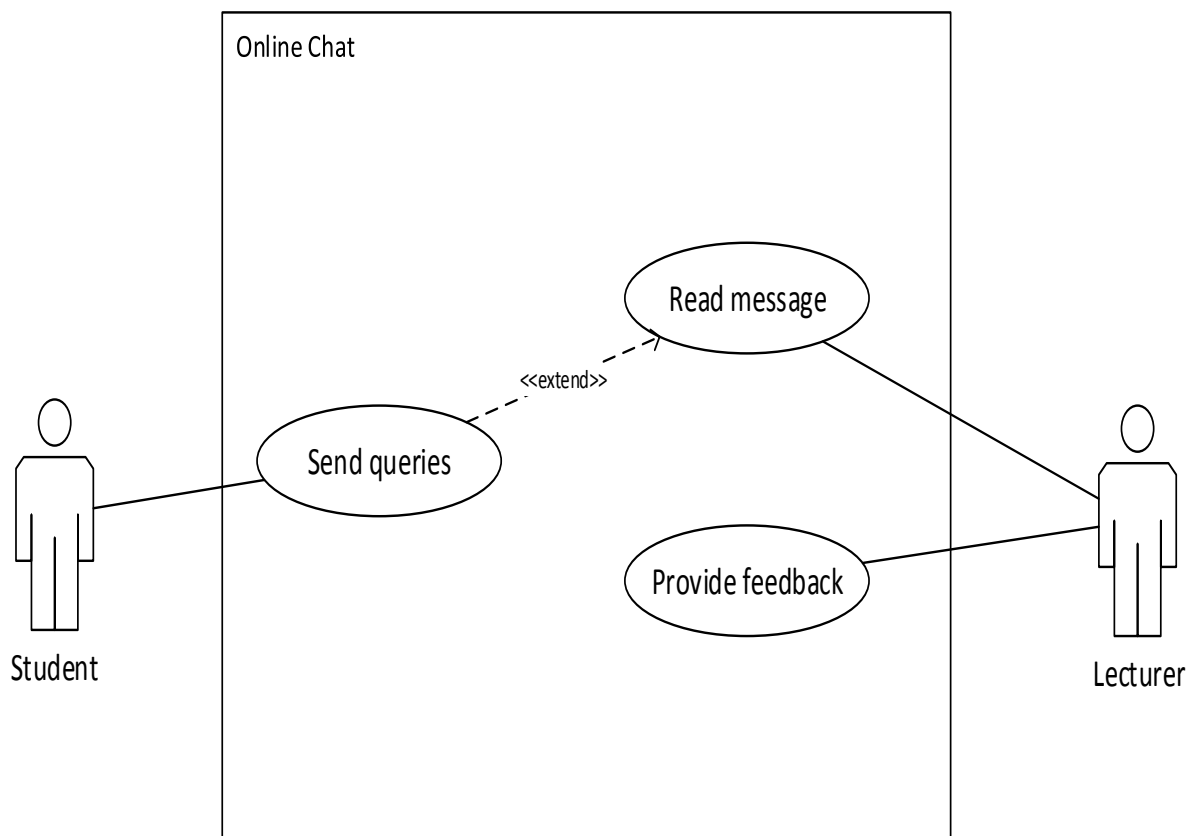 Online Chat
Read message
<<extend>>
Send queries
Provide feedback
Student
Lecturer